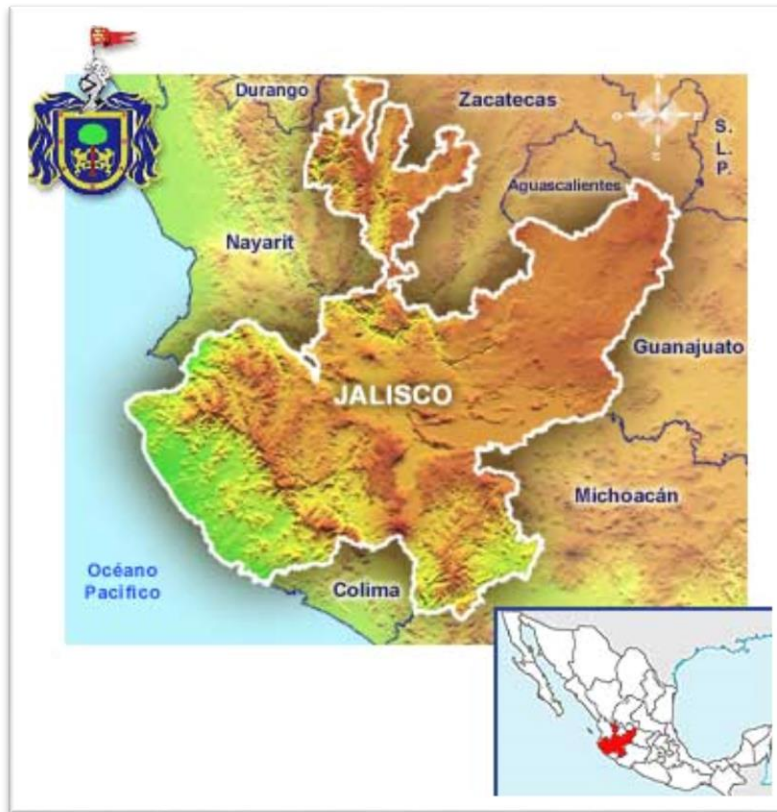 Durango
Zacatecas
S.
L.
P.
Aguascalientes
Nayarit
Guanajuato
JALISCO
Michoacán
Océano
Pacifico
Colima